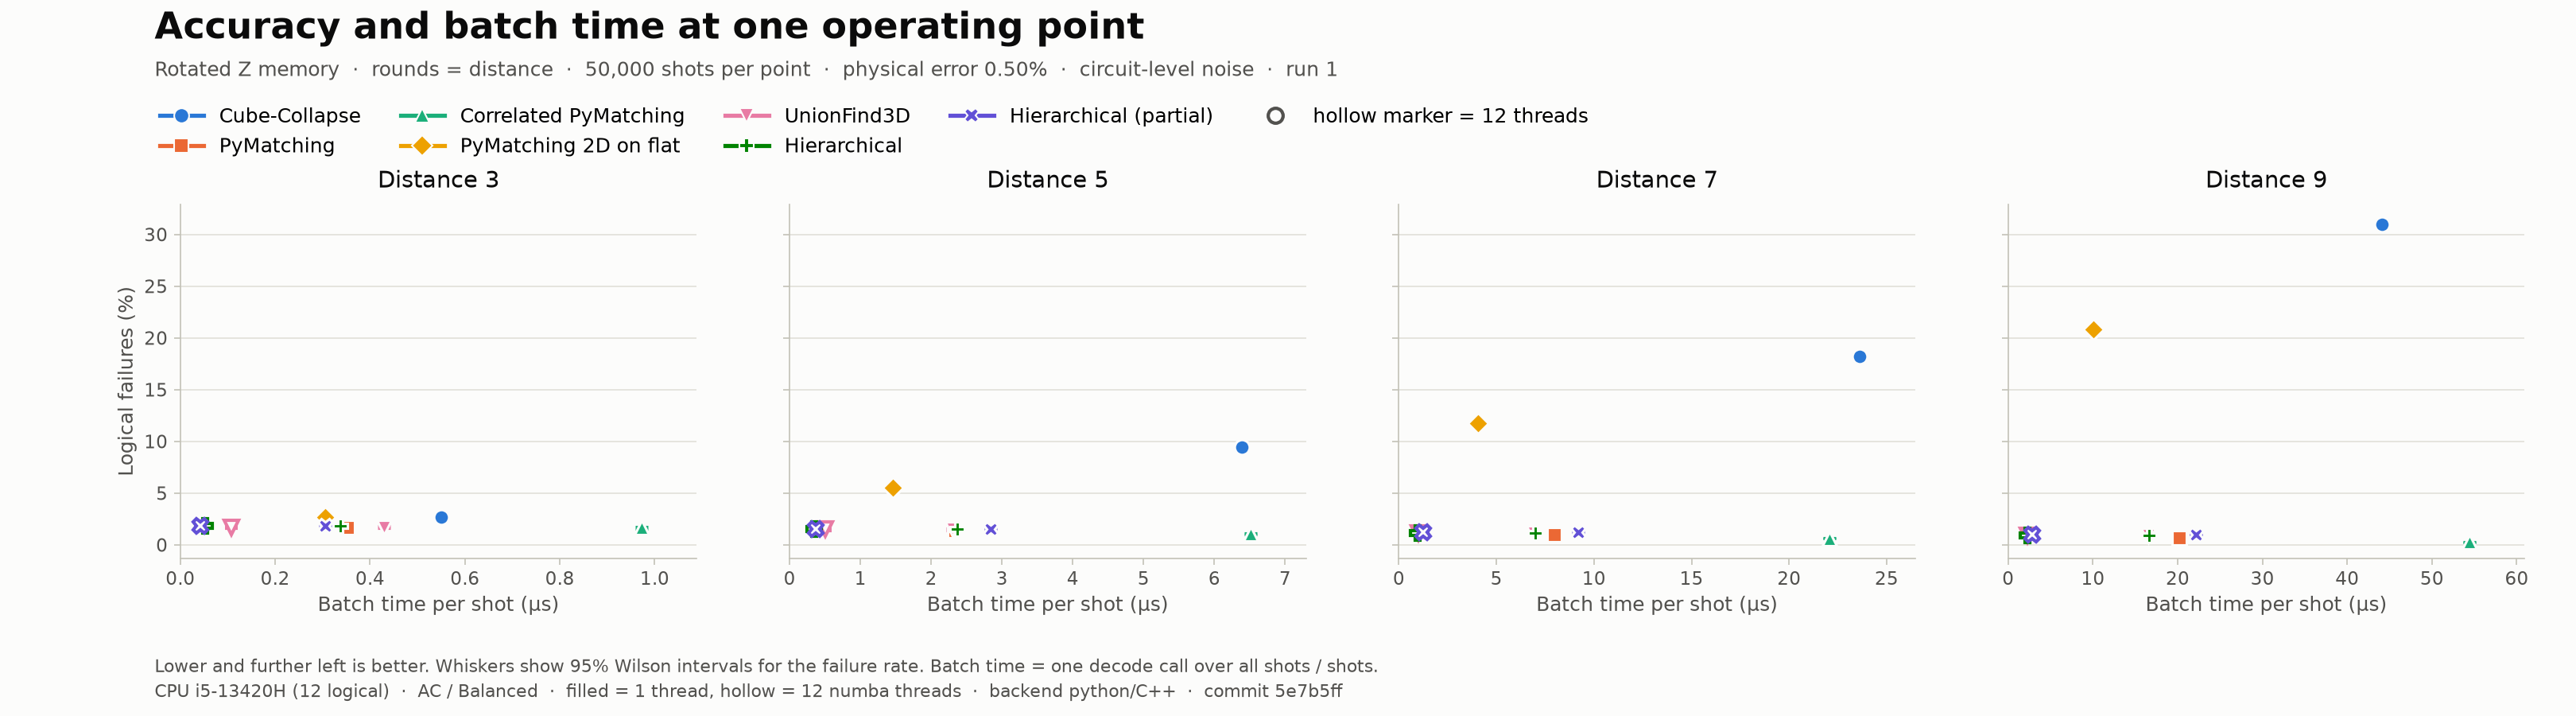 Accuracy and batch time at one operating point
Rotated Z memory · rounds = distance · 50,000 shots per point · physical error 0.50% · circuit-level noise · run 1
Cube-Collapse Correlated PyMatching UnionFind3D Hierarchical (partial) hollow marker = 12 threads
PyMatching PyMatching 2D on flat Hierarchical
Distance 3 Distance 5 Distance 7 Distance 9
Logical failures (%)
30
25
20
15
10
5
0
0.0 0.2 0.4 0.6 0.8 1.0 0 1 2 3 4 5 6 7 0 5 10 15 20 25 0 10 20 30 40 50 60
Batch time per shot (µs) Batch time per shot (µs) Batch time per shot (µs) Batch time per shot (µs)
Lower and further left is better. Whiskers show 95% Wilson intervals for the failure rate. Batch time = one decode call over all shots / shots.
CPU i5-13420H (12 logical) · AC / Balanced · filled = 1 thread, hollow = 12 numba threads · backend python/C++ · commit 5e7b5ff